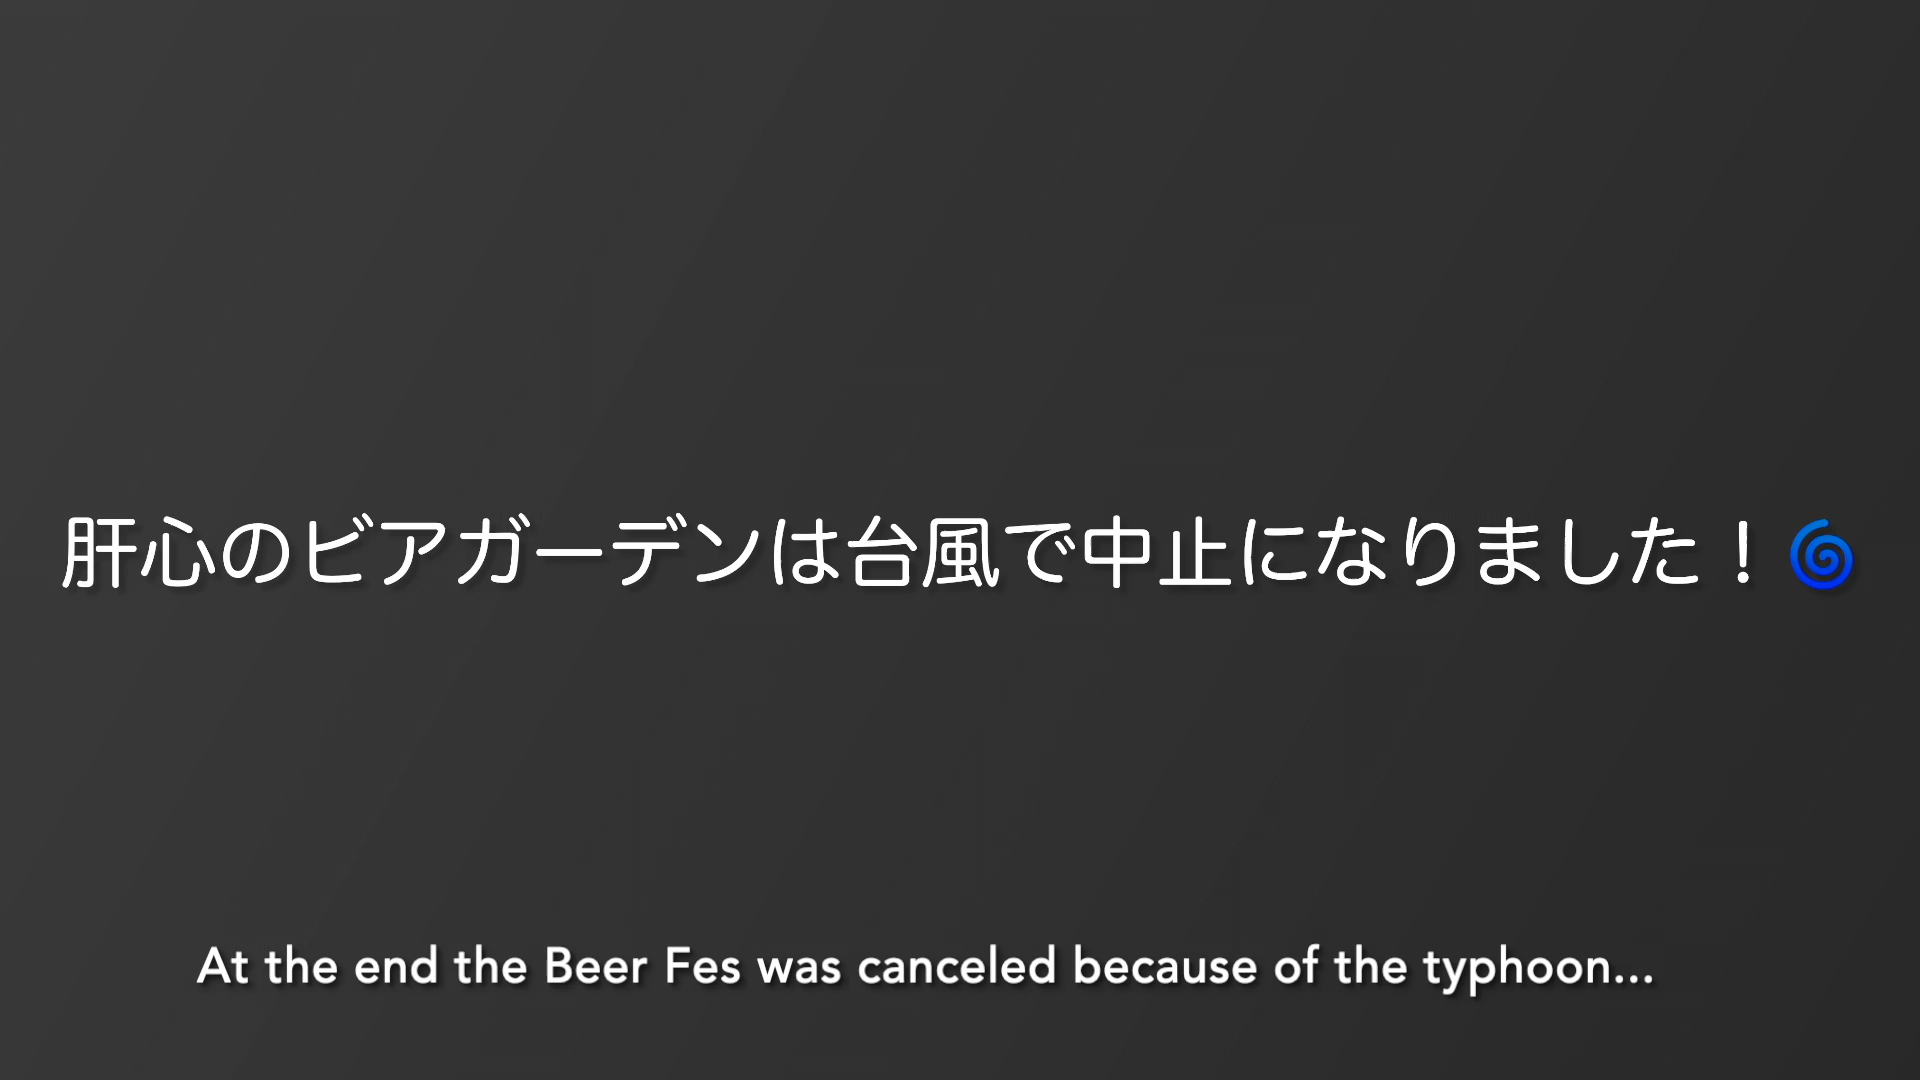 肝心のビアガーデンは台風で中止になりました！🌀
At the end the Beer Fes was canceled because of the typhoon...